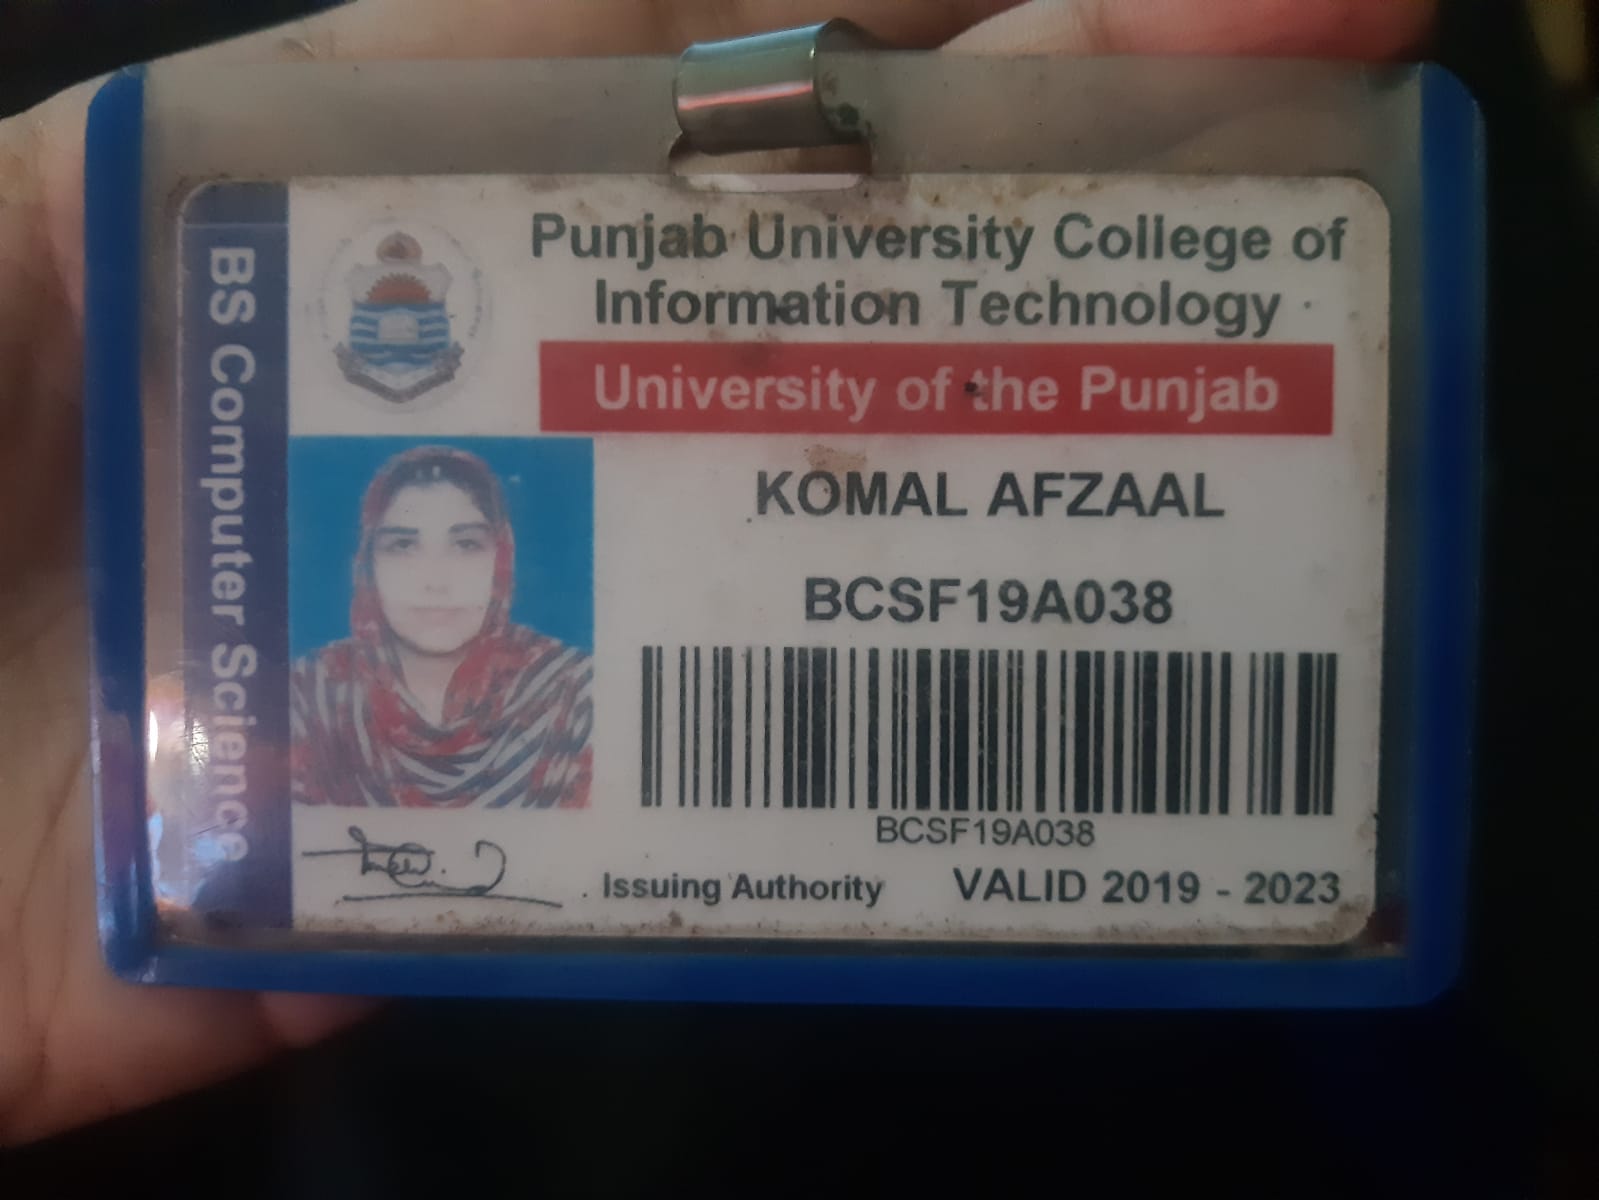 Punjab University College of
Information Technology
University of the Punjab
BS Computer Science
KOMAL AFZAAL
BCSF19A038
BCSF19A038
Issuing Authority
VALID 2019 - 2023